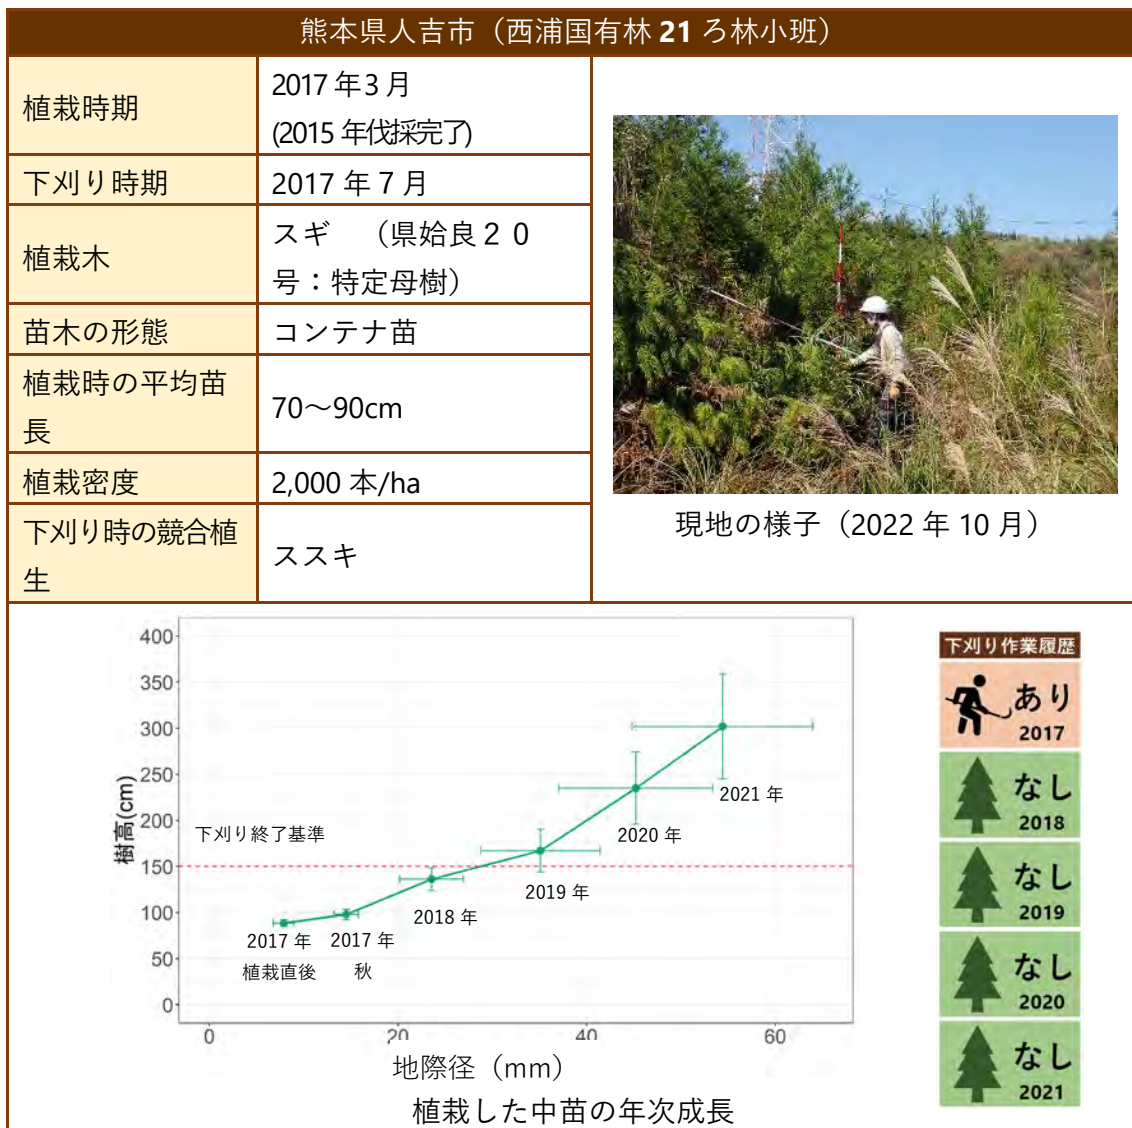 熊本県人吉市（西浦国有林 21 ろ林小班）
植栽時期
2017 年3 月
(2015 年伐採完了)
下刈り時期
2017 年 7 月
植栽木
スギ　（県姶良２０
号：特定母樹）
苗木の形態
コンテナ苗
植栽時の平均苗
長
70～90cm
植栽密度
2,000 本/ha
下刈り時の競合植
生
ススキ
現地の様子（2022 年 10 月）
400
350
300
250
200
150
100
50
0
樹高(cm)
下刈り終了基準
2017 年
植栽直後
2017 年
秋
2018 年
2019 年
2020 年
2021 年
0
20
40
60
地際径（mm）
植栽した中苗の年次成長
下刈り作業履歴
あり
2017
なし
2018
なし
2019
なし
2020
なし
2021